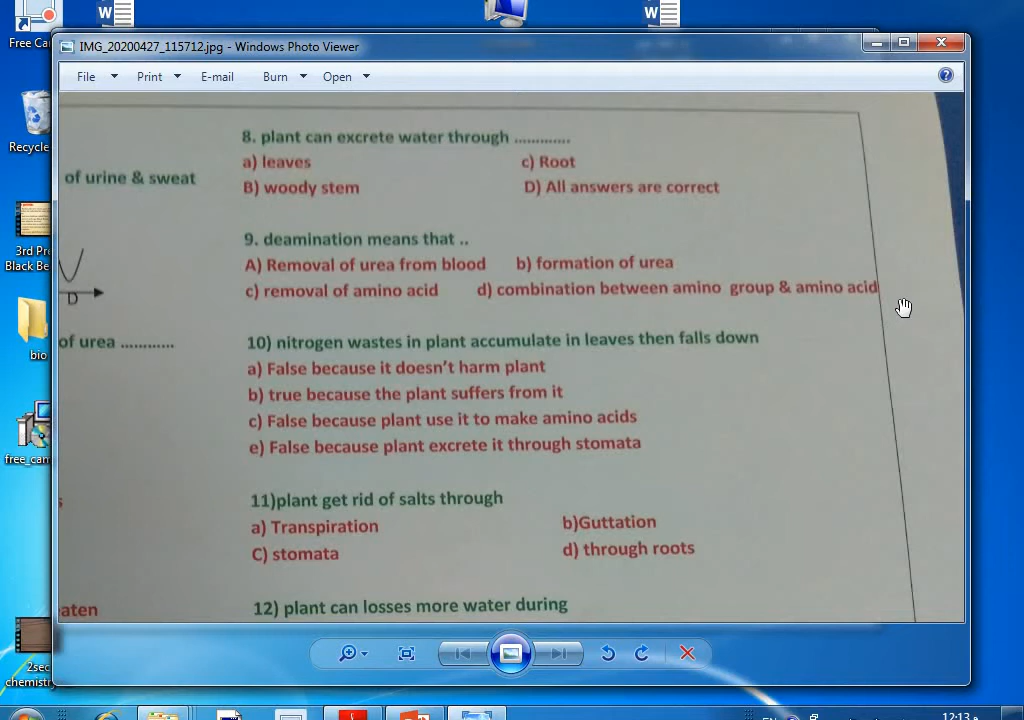 Free Ca
IMG_20200427_115712.jpg - Windows Photo Viewer
File Print E-mail Burn Open
Recycle
3rd Pr
Black Be
bio
free_can
2sec
chemistry
of urine & sweat
D
of urea ............
eaten
8. plant can excrete water through .............
a) leaves c) Root
B) woody stem D) All answers are correct
9. deamination means that ..
A) Removal of urea from blood b) formation of urea
c) removal of amino acid d) combination between amino group & amino acid
10) nitrogen wastes in plant accumulate in leaves then falls down
a) False because it doesn't harm plant
b) true because the plant suffers from it
c) False because plant use it to make amino acids
e) False because plant excrete it through stomata
11)plant get rid of salts through
a) Transpiration b)Guttation
C) stomata d) through roots
12) plant can losses more water during
EN 12:13